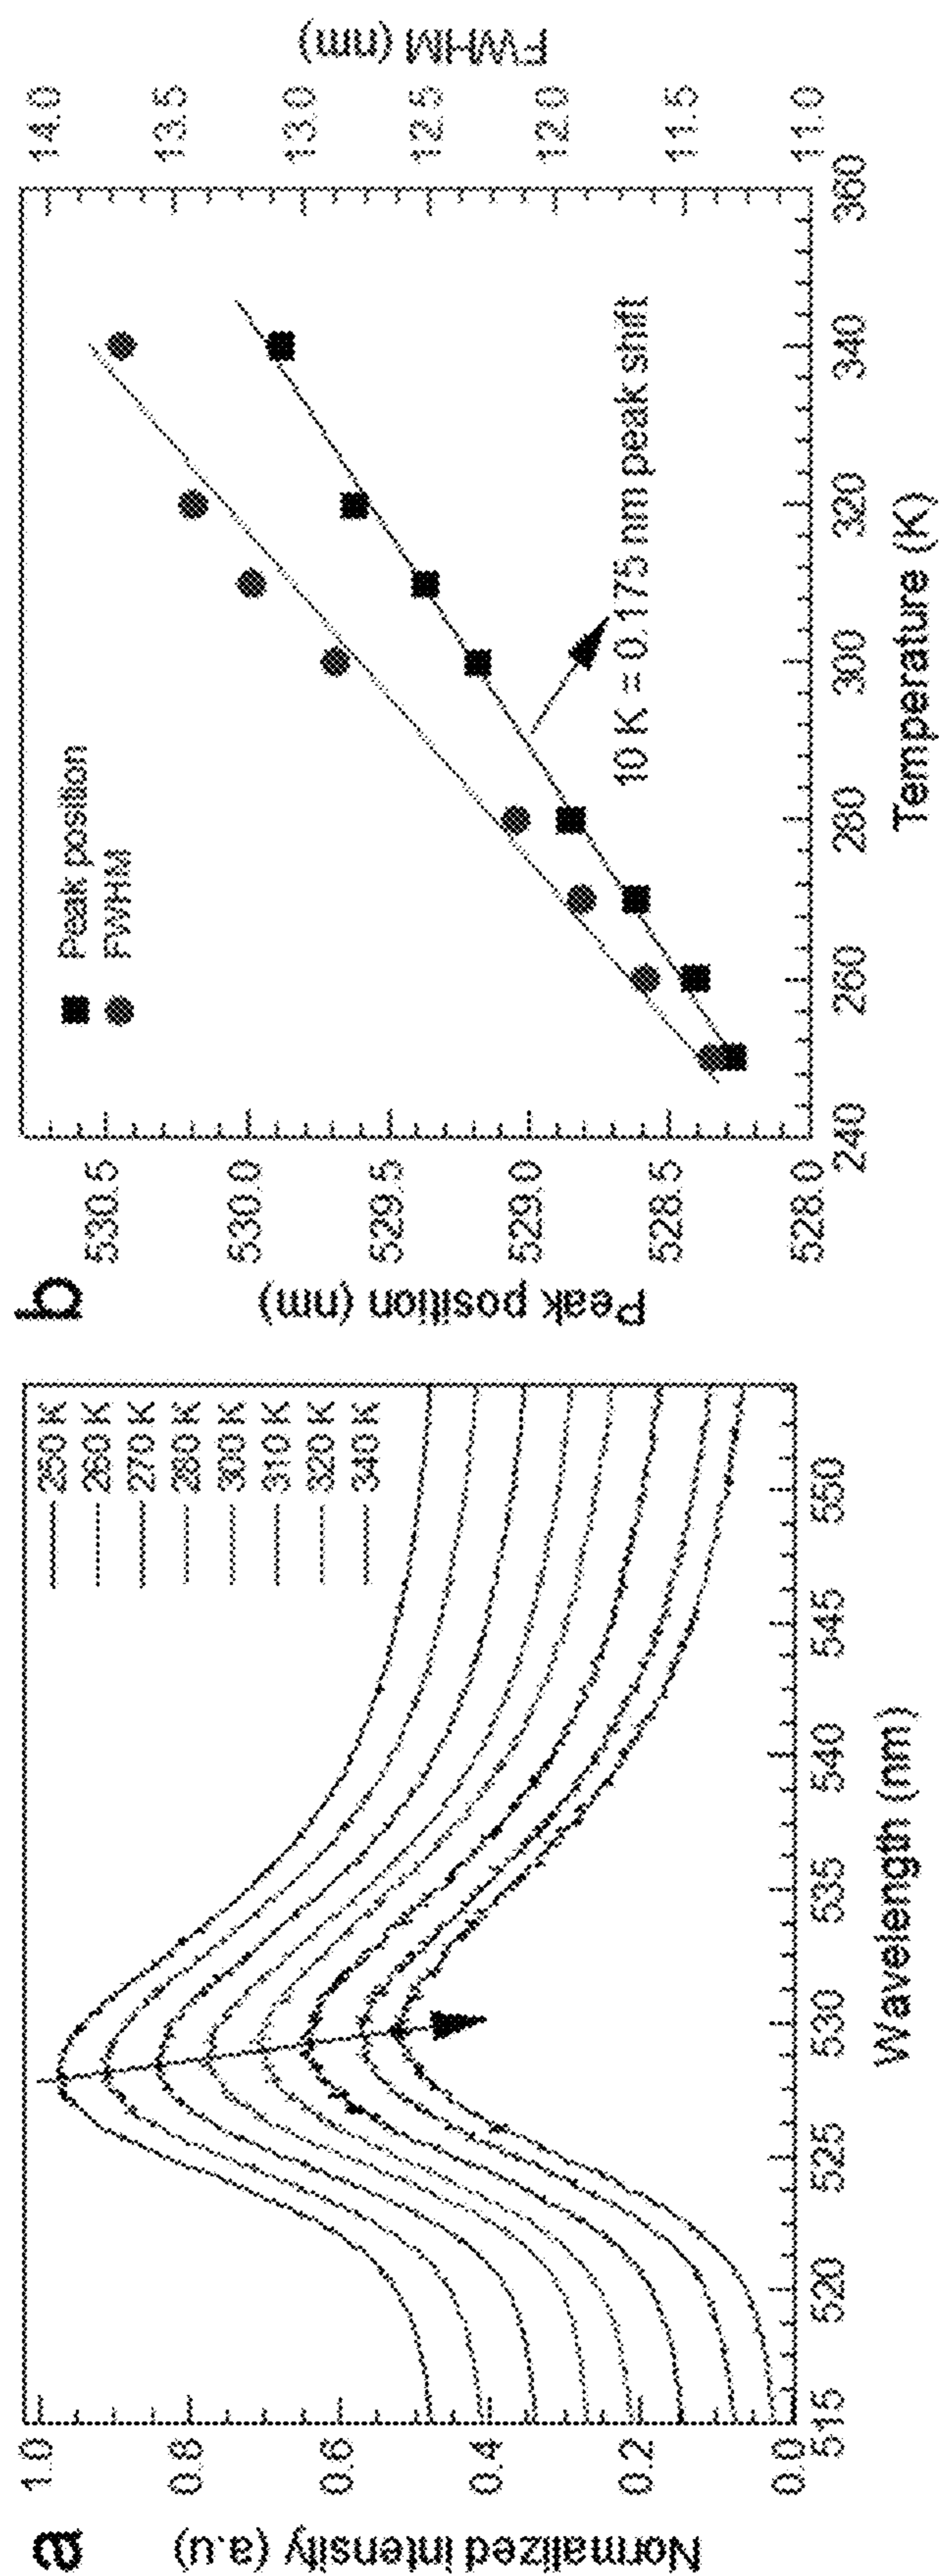 a
Normalized intensity (a.u)
1.0
0.8
0.6
0.4
0.2
0.0
515
520
525
530
535
540
545
550
Wavelength (nm)
250 K
260 K
270 K
280 K
300 K
310 K
320 K
340 K
b
Peak position (nm)
530.5
530.0
529.5
529.0
528.5
528.0
240
260
280
300
320
340
360
Temperature (K)
Peak position
FWHM
10 K = 0.175 nm peak shift
14.0
13.5
13.0
12.5
12.0
11.5
11.0
FWHM (nm)